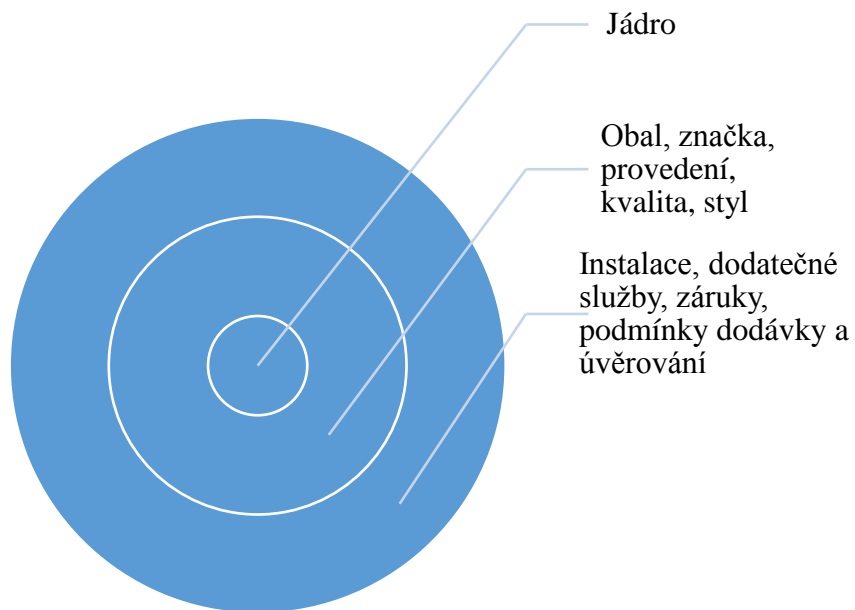 Jádro
Obal, značka,
provedení,
kvalita, styl
Instalace, dodatečné
služby, záruky,
podmínky dodávky a
úvěrování